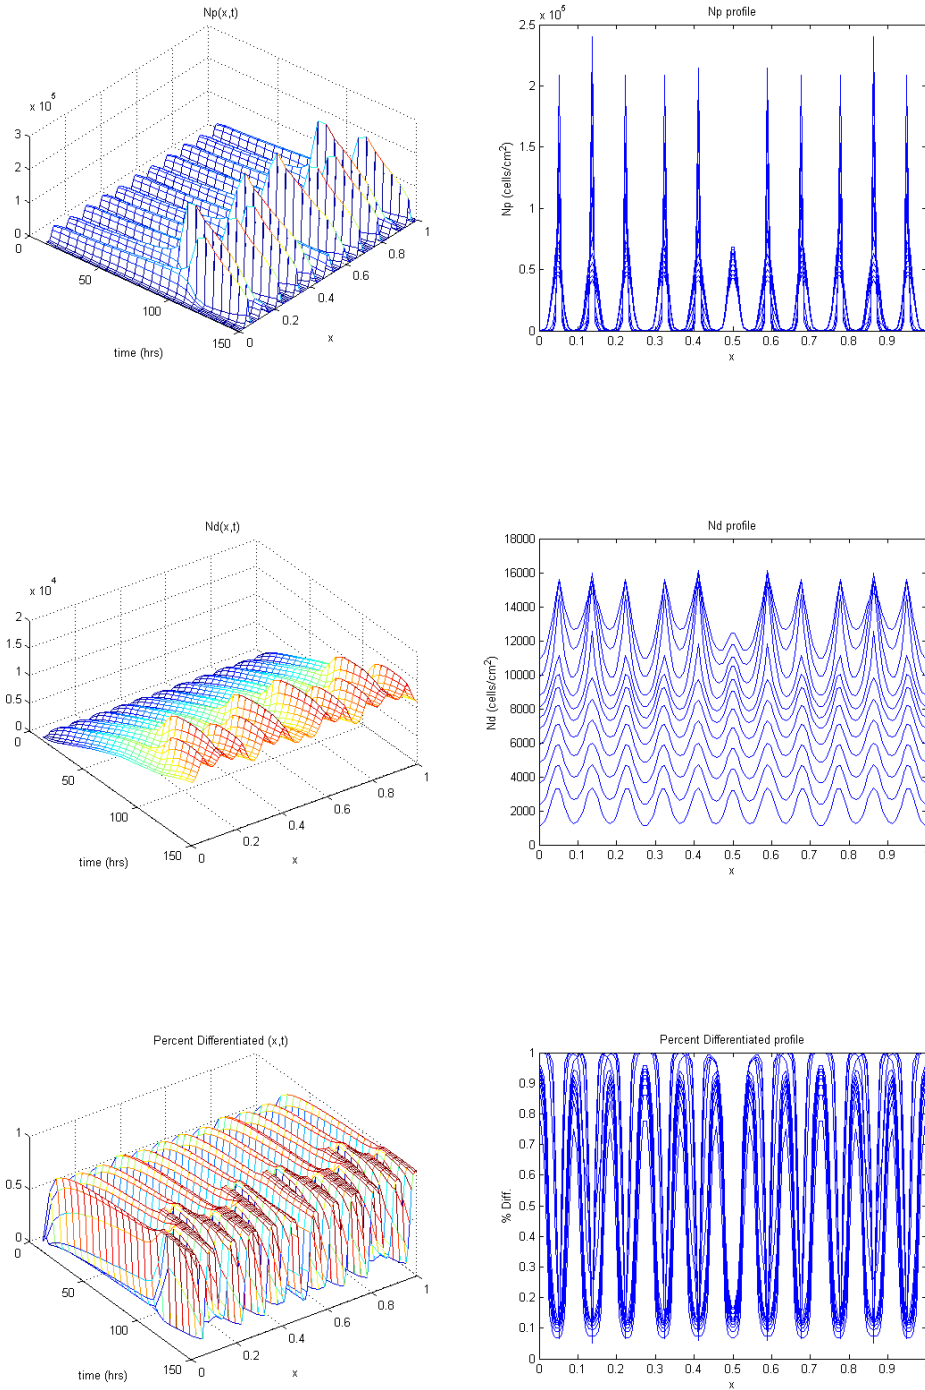 Np(x,t)
x 10^5
3
2
1
0
0
50
100
150
time (hrs)
0
0.2
0.4
0.6
0.8
1
x
Np profile
x 10^5
2.5
2
1.5
1
0.5
0
Np (cells/cm^2)
0 0.1 0.2 0.3 0.4 0.5 0.6 0.7 0.8 0.9
x
Nd(x,t)
x 10^4
2
1.5
1
0.5
0
0
50
100
150
time (hrs)
0
0.2
0.4
0.6
0.8
1
x
Nd profile
18000
16000
14000
12000
10000
8000
6000
4000
2000
0
Nd (cells/cm^2)
0 0.1 0.2 0.3 0.4 0.5 0.6 0.7 0.8 0.9
x
Percent Differentiated (x,t)
1
0.5
0
0
50
100
150
time (hrs)
0
0.2
0.4
0.6
0.8
1
x
Percent Differentiated profile
1
0.9
0.8
0.7
0.6
0.5
0.4
0.3
0.2
0.1
0
% Diff.
0 0.1 0.2 0.3 0.4 0.5 0.6 0.7 0.8 0.9
x